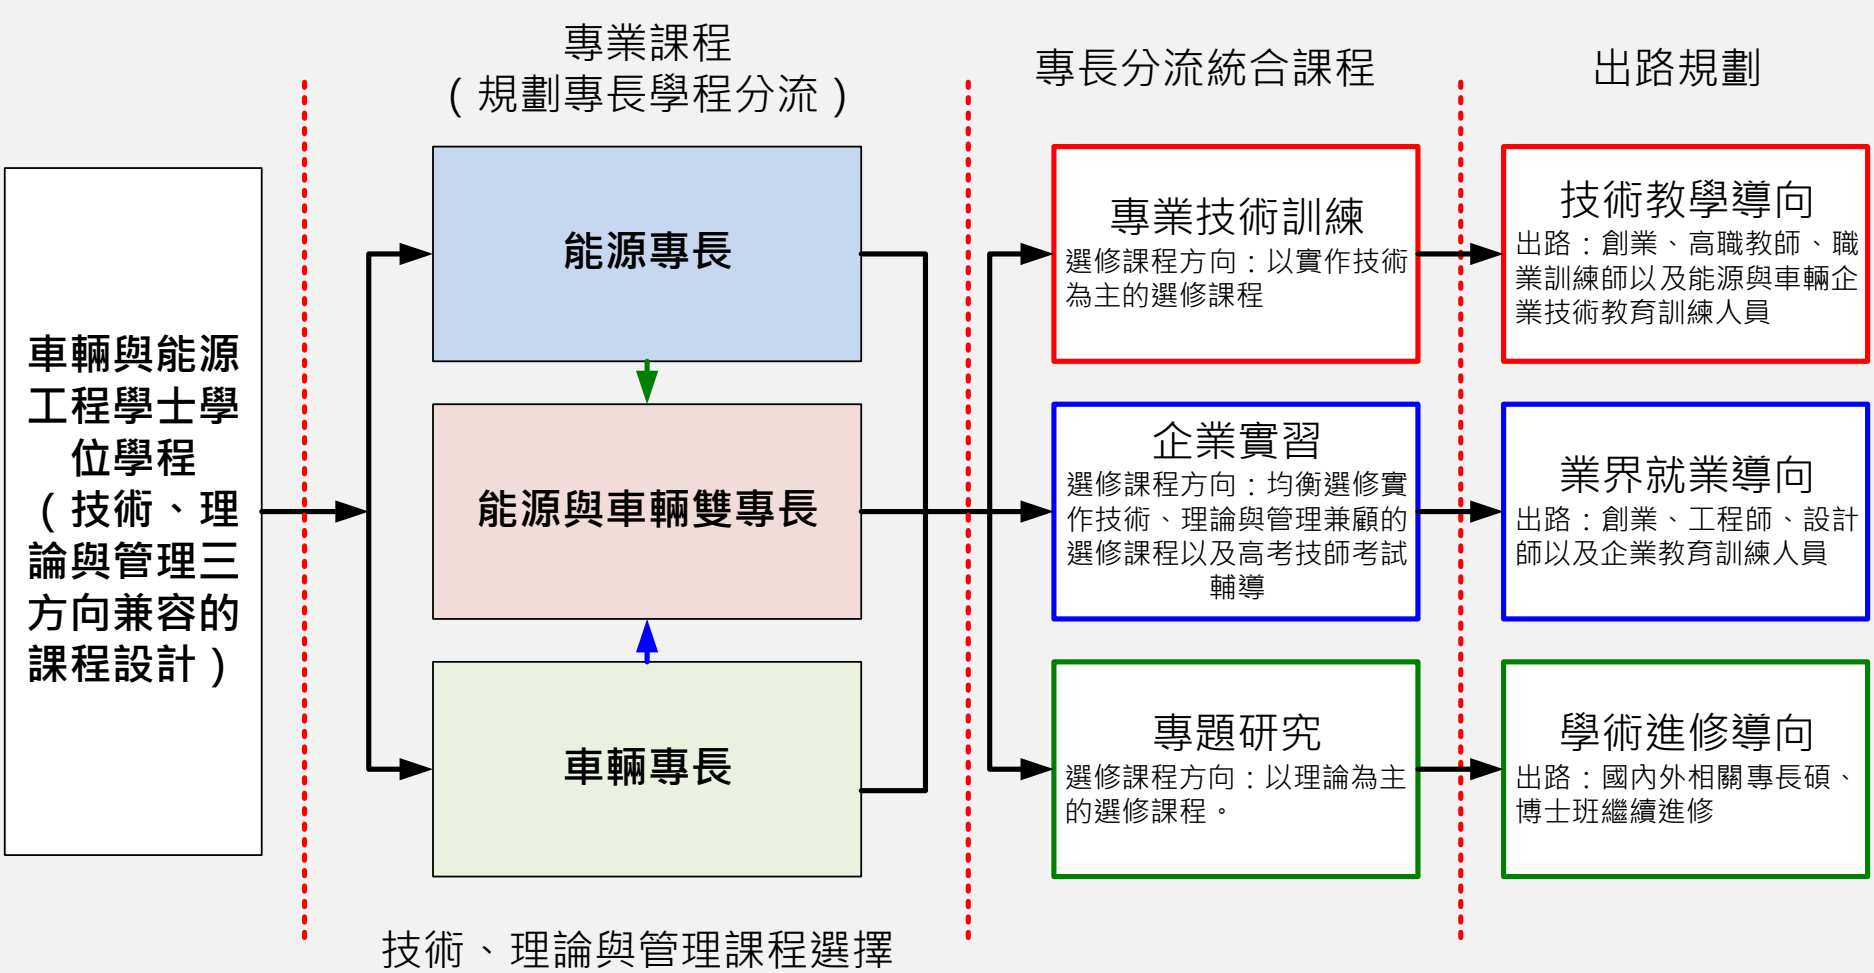 專業課程
（規劃專長學程分流）
專長分流統合課程
出路規劃
車輛與能源
工程學士學
位學程
（技術、理
論與管理三
方向兼容的
課程設計）
能源專長
能源與車輛雙專長
車輛專長
技術、理論與管理課程選擇
專業技術訓練
選修課程方向：以實作技術
為主的選修課程
企業實習
選修課程方向：均衡選修實
作技術、理論與管理兼顧的
選修課程以及高考技師考試
輔導
專題研究
選修課程方向：以理論為主
的選修課程。
技術教學導向
出路：創業、高職教師、職
業訓練師以及能源與車輛企
業技術教育訓練人員
業界就業導向
出路：創業、工程師、設計
師以及企業教育訓練人員
學術進修導向
出路：國內外相關專長碩、
博士班繼續進修